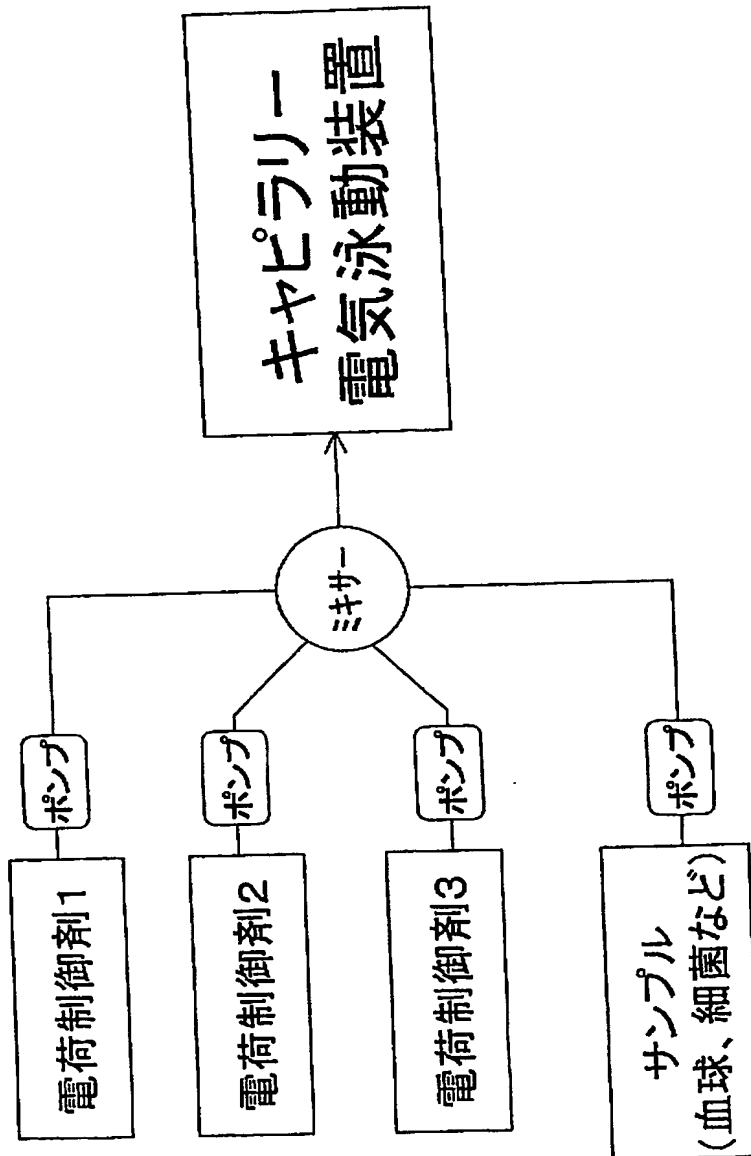 電荷制御剤1
ポンプ
電荷制御剤2
ポンプ
電荷制御剤3
ポンプ
サンプル
(血球、細菌など)
ポンプ
ミキサー
キャピラリー
電気泳動装置